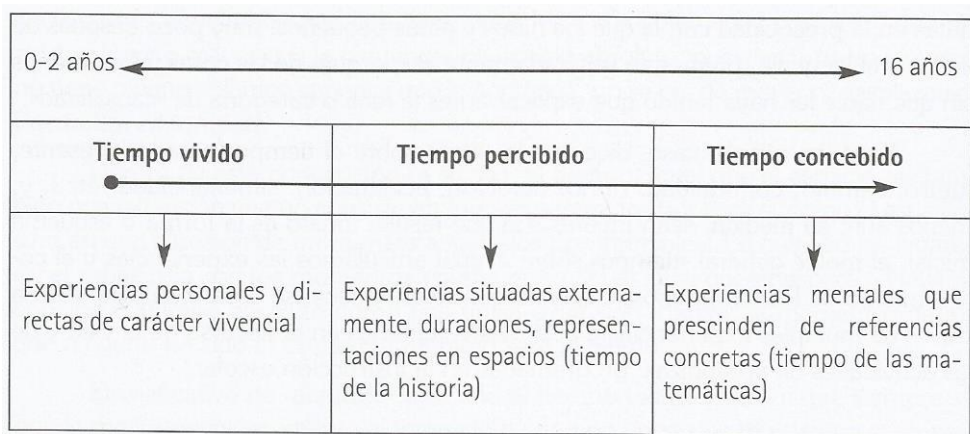 0-2 años 16 años
Tiempo vivido Tiempo percibido Tiempo concebido
Experiencias personales y di-
rectas de carácter vivencial
Experiencias situadas externa-
mente, duraciones, represen-
taciones en espacios (tiempo
de la historia)
Experiencias mentales que
prescinden de referencias
concretas (tiempo de las ma-
temáticas)